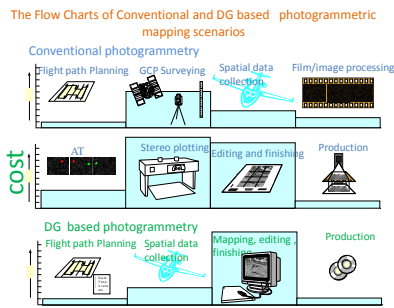 The Flow Charts of Conventional and DG based photogrammetric
mapping scenarios
Conventional photogrammetry
Flight path Planning
GCP Surveying
Spatial data
collection
Film/image processing
cost
AT
Stereo plotting
Editing and finishing
Production
DG based photogrammetry
Flight path Planning
Spatial data
collection
Mapping, editing ,
finishing
Production